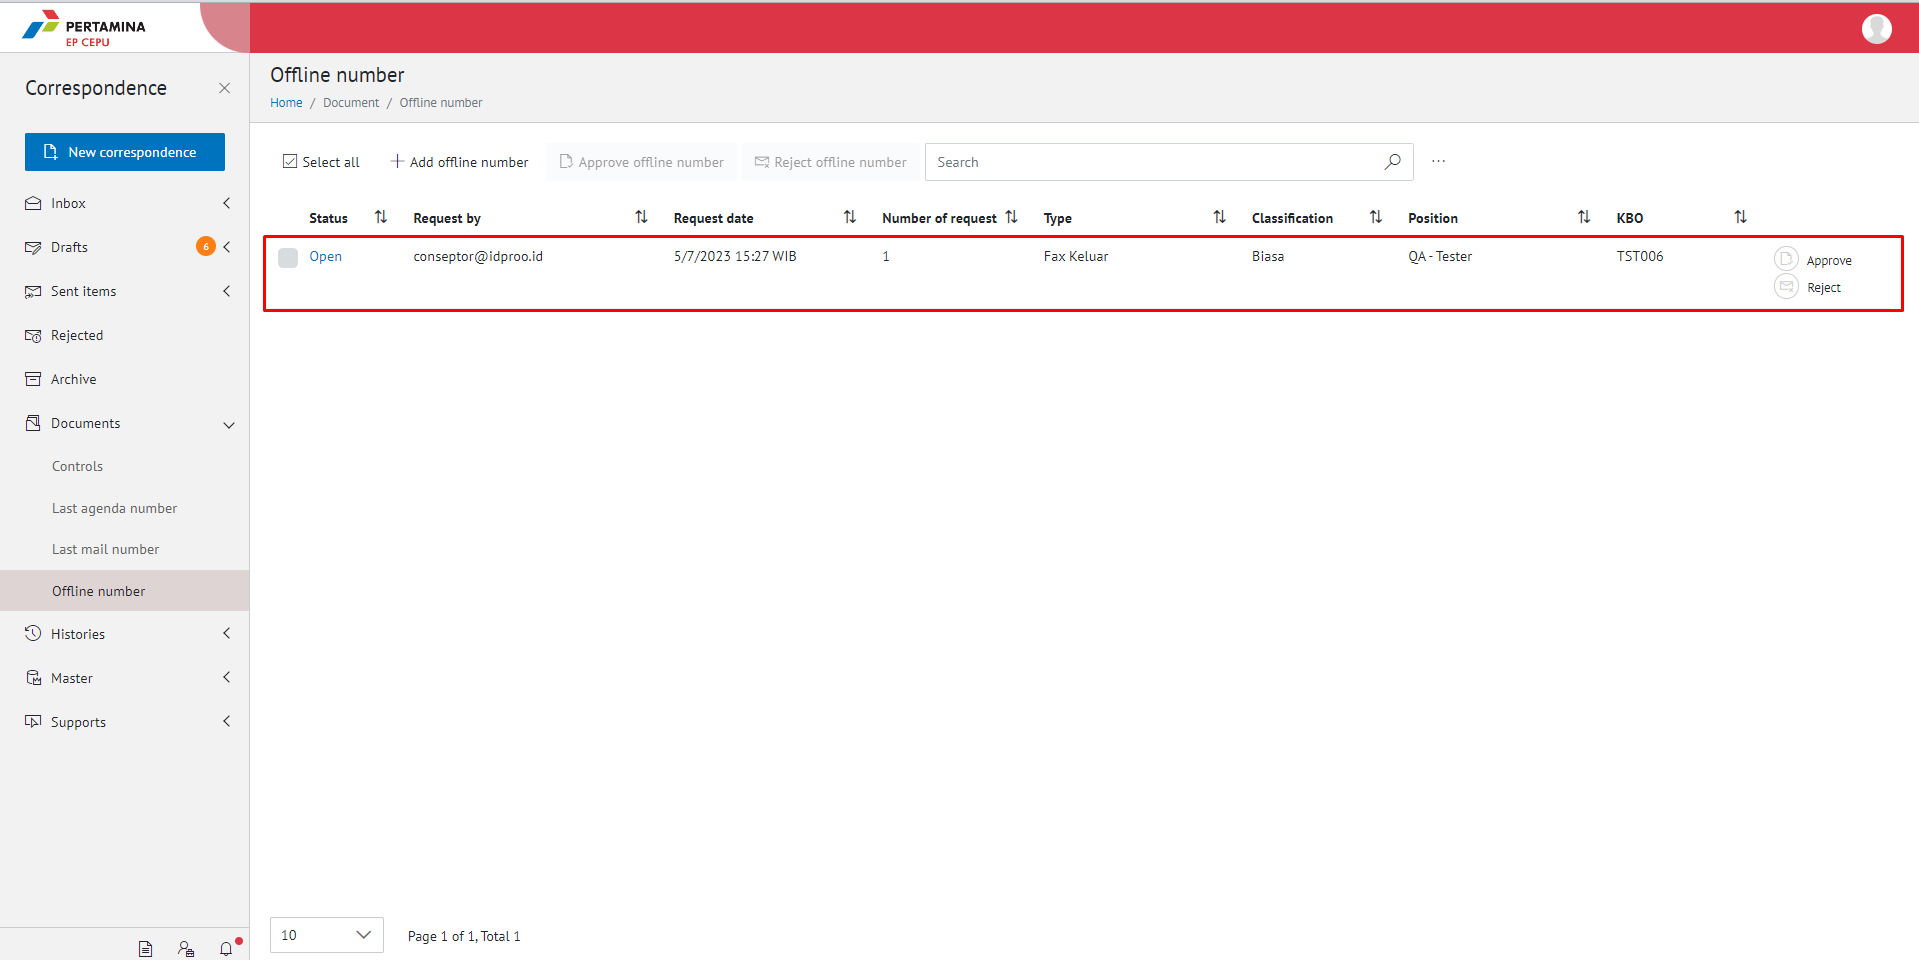 PERTAMINA
EP CEPU
Correspondence
New correspondence
Inbox
Drafts 6
Sent items
Rejected
Archive
Documents
Controls
Last agenda number
Last mail number
Offline number
Histories
Master
Supports
Offline number
Home / Document / Offline number
Select all Add offline number Approve offline number Reject offline number Search ...
Status Request by Request date Number of request Type Classification Position KBO
Open conseptor@idproo.id 5/7/2023 15:27 WIB 1 Fax Keluar Biasa QA - Tester TST006 Approve
Reject
10 Page 1 of 1, Total 1